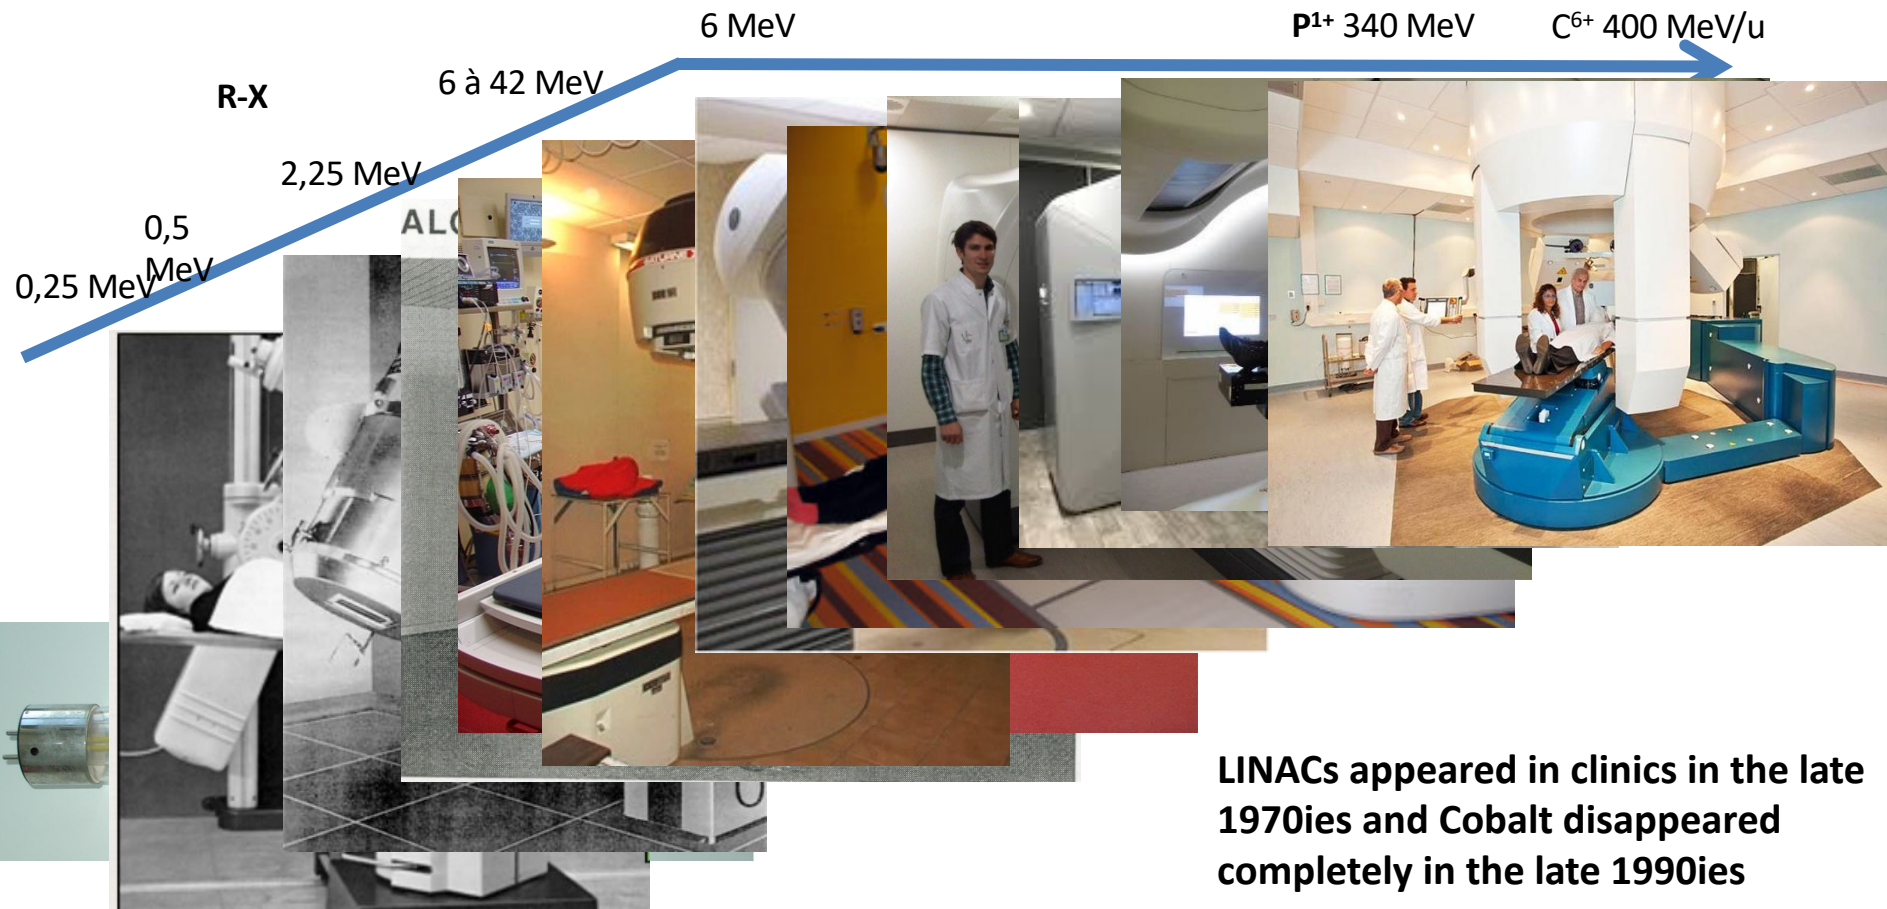 6 MeV
P¹⁺ 340 MeV
C⁶⁺ 400 MeV/u
6 à 42 MeV
R-X
2,25 MeV
0,5
MeV
0,25 MeV
LINACs appeared in clinics in the late
1970ies and Cobalt disappeared
completely in the late 1990ies